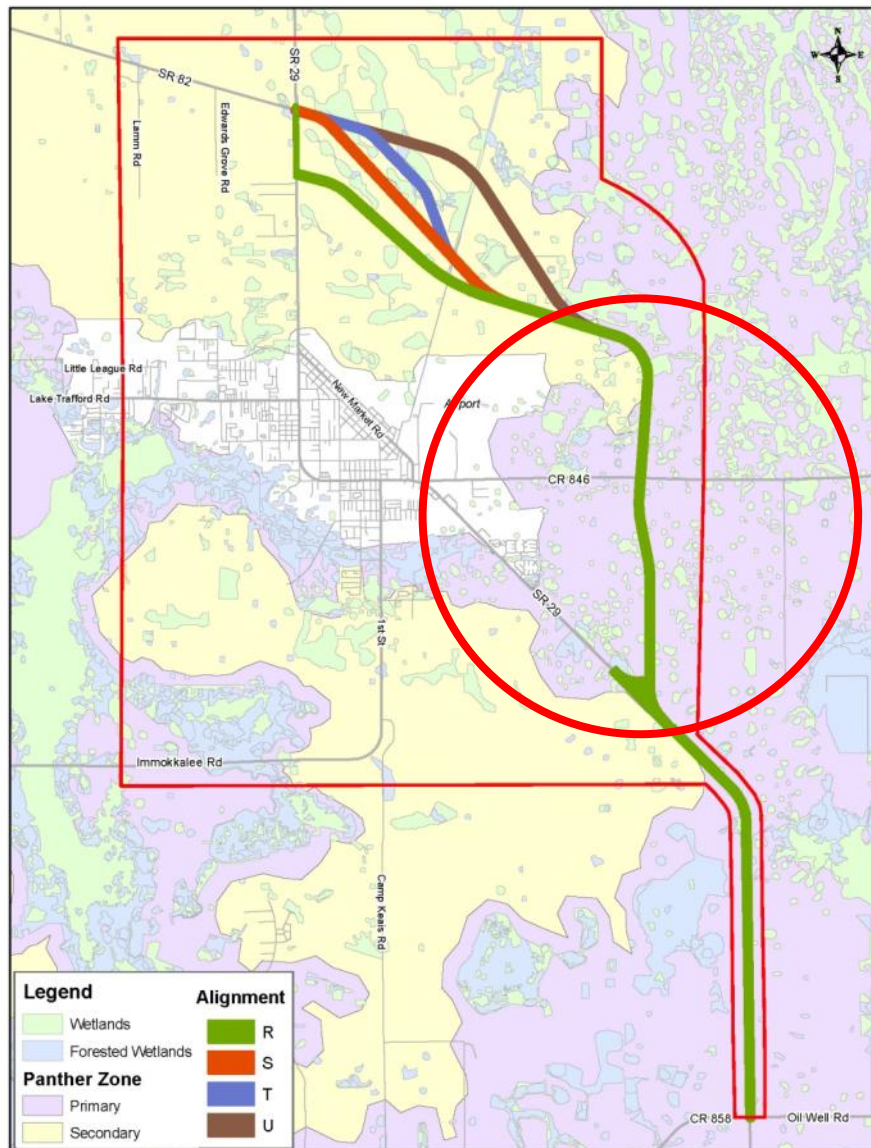 N
W
E
S
SR 82
SR 29
Lamm Rd
Edwards Grove Rd
Little League Rd
Lake Trafford Rd
New Market Rd
Airport
CR 846
SR 29
1st St
Immokkalee Rd
Camp Keais Rd
CR 858
Oil Well Rd
Legend
Wetlands
Forested Wetlands
Panther Zone
Primary
Secondary
Alignment
R
S
T
U